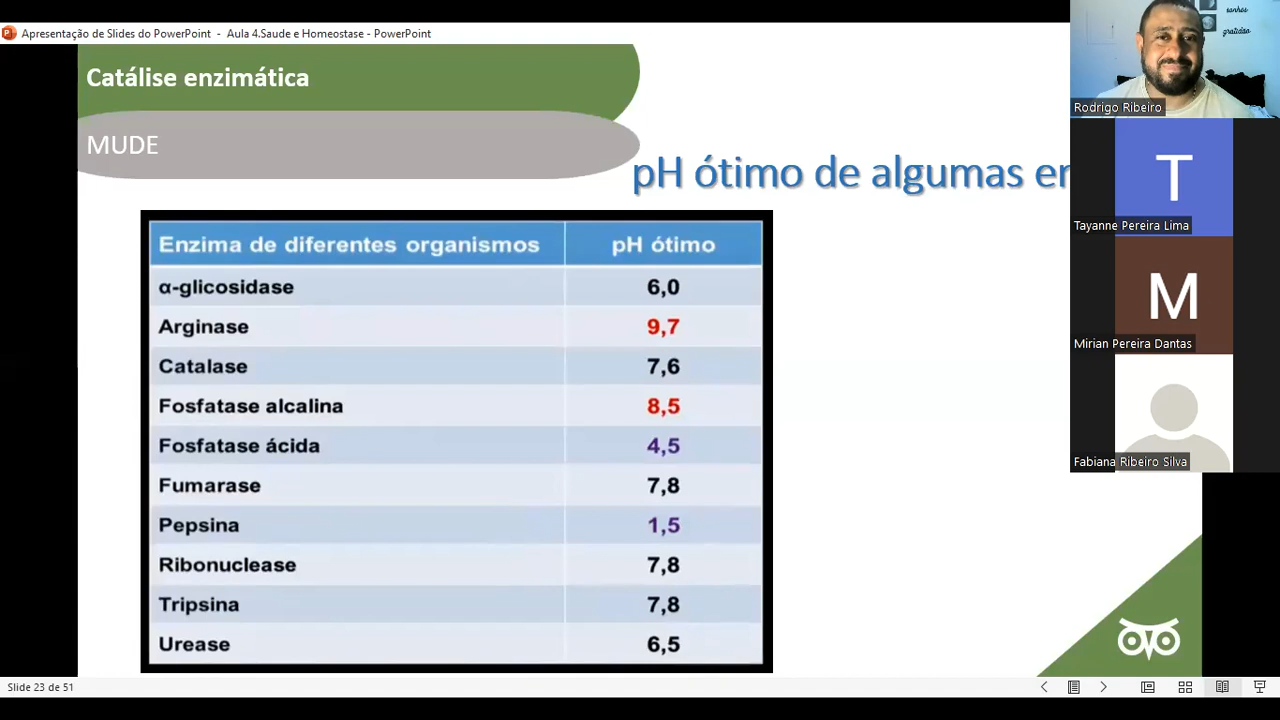 Apresentação de Slides do PowerPoint - Aula 4.Saude e Homeostase - PowerPoint
Catálise enzimática
MUDE
pH ótimo de algumas en
Enzima de diferentes organismos pH ótimo
α-glicosidase 6,0
Arginase 9,7
Catalase 7,6
Fosfatase alcalina 8,5
Fosfatase ácida 4,5
Fumarase 7,8
Pepsina 1,5
Ribonuclease 7,8
Tripsina 7,8
Urease 6,5
sonhos
gratidão
Rodrigo Ribeiro
T
Tayanne Pereira Lima
M
Mirian Pereira Dantas
Fabiana Ribeiro Silva
Slide 23 de 51